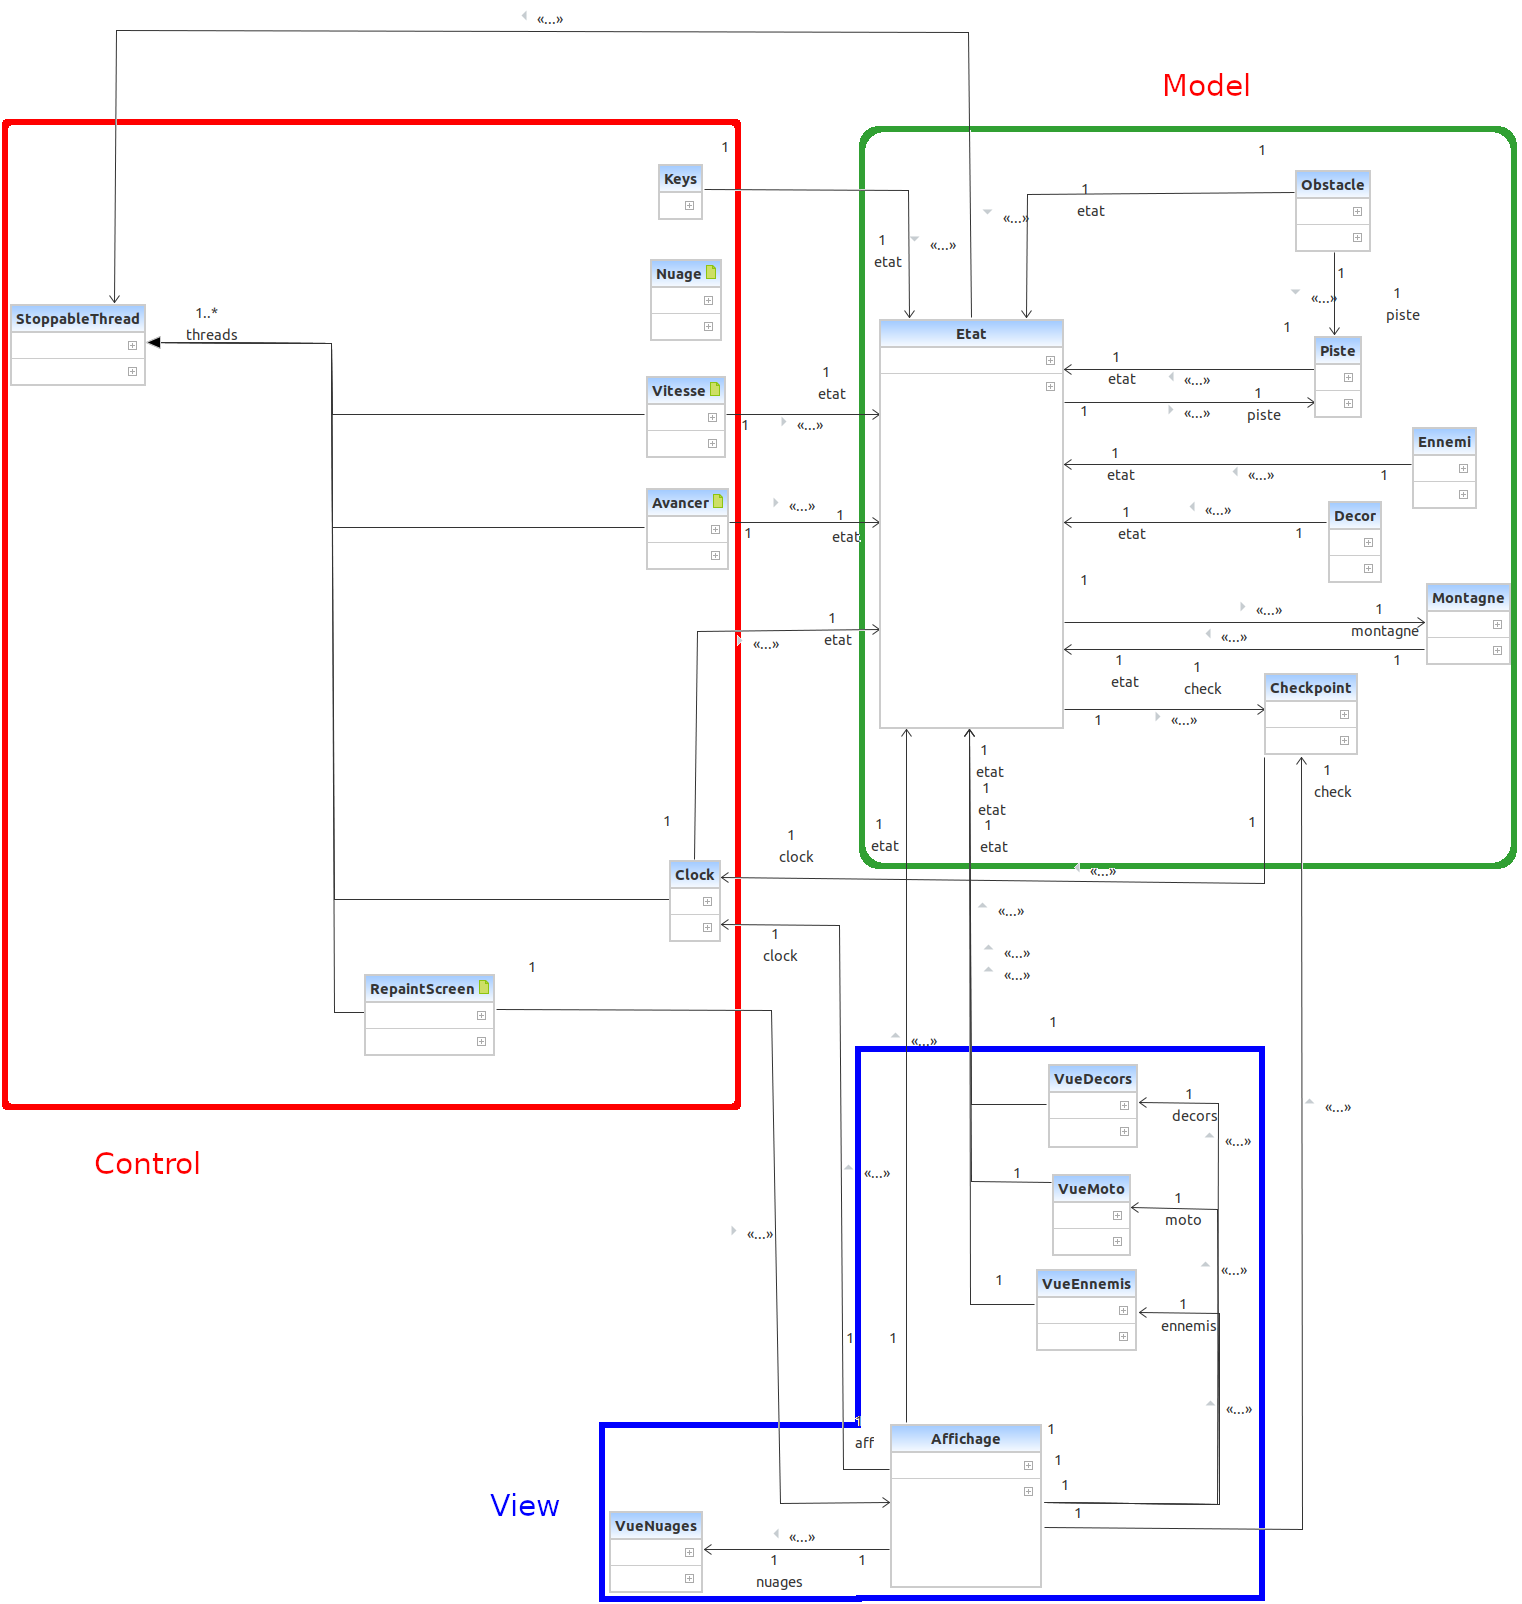 «...»
Model
1
1
Keys
Obstacle
1
etat
«...»
1
etat
«...»
Nuage
1
«...»
1
piste
StoppableThread
1..*
threads
Etat
1
Piste
1
etat
«...»
1
etat
Vitesse
1
piste
1
«...»
1
«...»
Ennemi
1
etat
«...»
1
Avancer
«...»
1
etat
1
1
etat
«...»
1
Decor
1
Montagne
«...»
1
montagne
1
etat
«...»
«...»
1
etat
1
1
check
Checkpoint
1
«...»
1
etat
1
etat
1
etat
1
check
1
1
clock
1
etat
1
Clock
«...»
«...»
1
clock
«...»
«...»
1
RepaintScreen
1
«...»
VueDecors
1
decors
«...»
«...»
1
«...»
Control
VueMoto
1
moto
«...»
«...»
1
VueEnnemis
1
ennemis
1
1
«...»
1
aff
Affichage
1
1
1
1
View
VueNuages
«...»
1
nuages
1